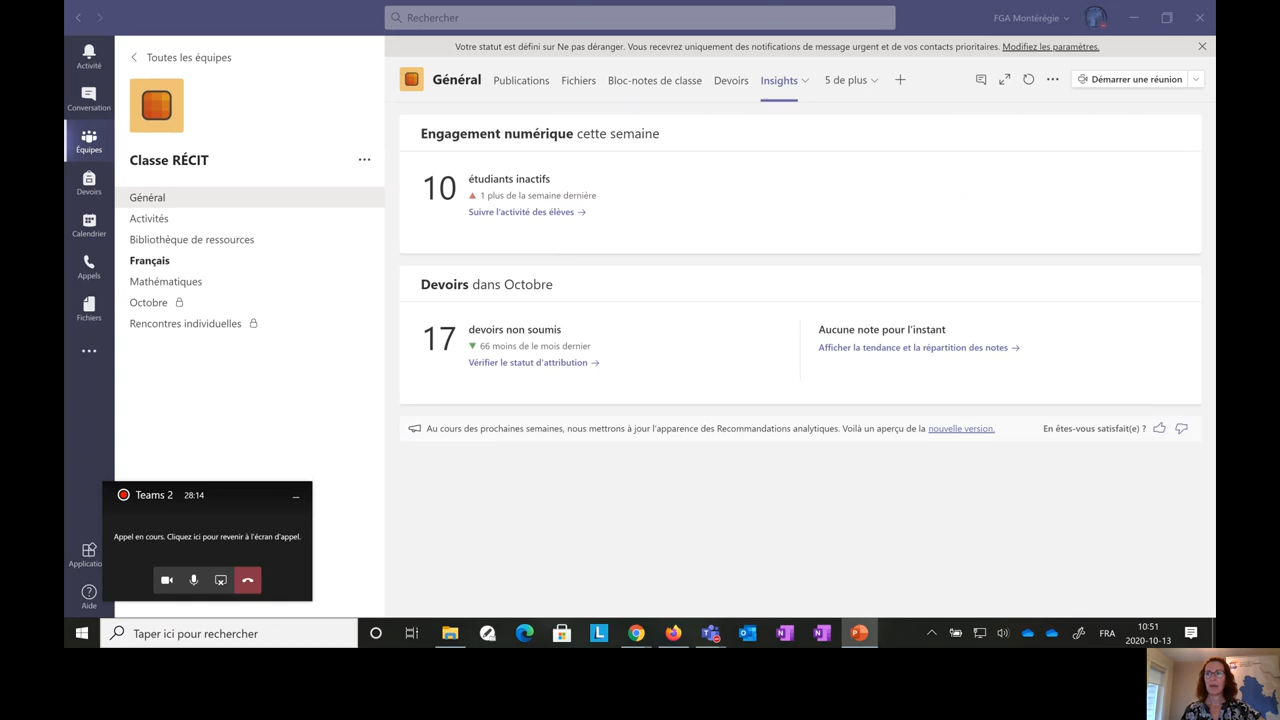 Rechercher
FGA Montérégie
Activité
Conversation
Équipes
Devoirs
Calendrier
Appels
Fichiers
Application
Aide
Toutes les équipes
Classe RÉCIT
Général
Activités
Bibliothèque de ressources
Français
Mathématiques
Octobre
Rencontres individuelles
Votre statut est défini sur Ne pas déranger. Vous recevrez uniquement des notifications de message urgent et de vos contacts prioritaires. Modifiez les paramètres.
Général Publications Fichiers Bloc-notes de classe Devoirs Insights 5 de plus
Démarrer une réunion
Engagement numérique cette semaine
10 étudiants inactifs
1 plus de la semaine dernière
Suivre l'activité des élèves →
Devoirs dans Octobre
17 devoirs non soumis
66 moins de le mois dernier
Vérifier le statut d'attribution →
Aucune note pour l'instant
Afficher la tendance et la répartition des notes →
Au cours des prochaines semaines, nous mettrons à jour l'apparence des Recommandations analytiques. Voilà un aperçu de la nouvelle version.
En êtes-vous satisfait(e) ?
Teams 2 28:14
Appel en cours. Cliquez ici pour revenir à l'écran d'appel.
Taper ici pour rechercher
FRA
10:51
2020-10-13